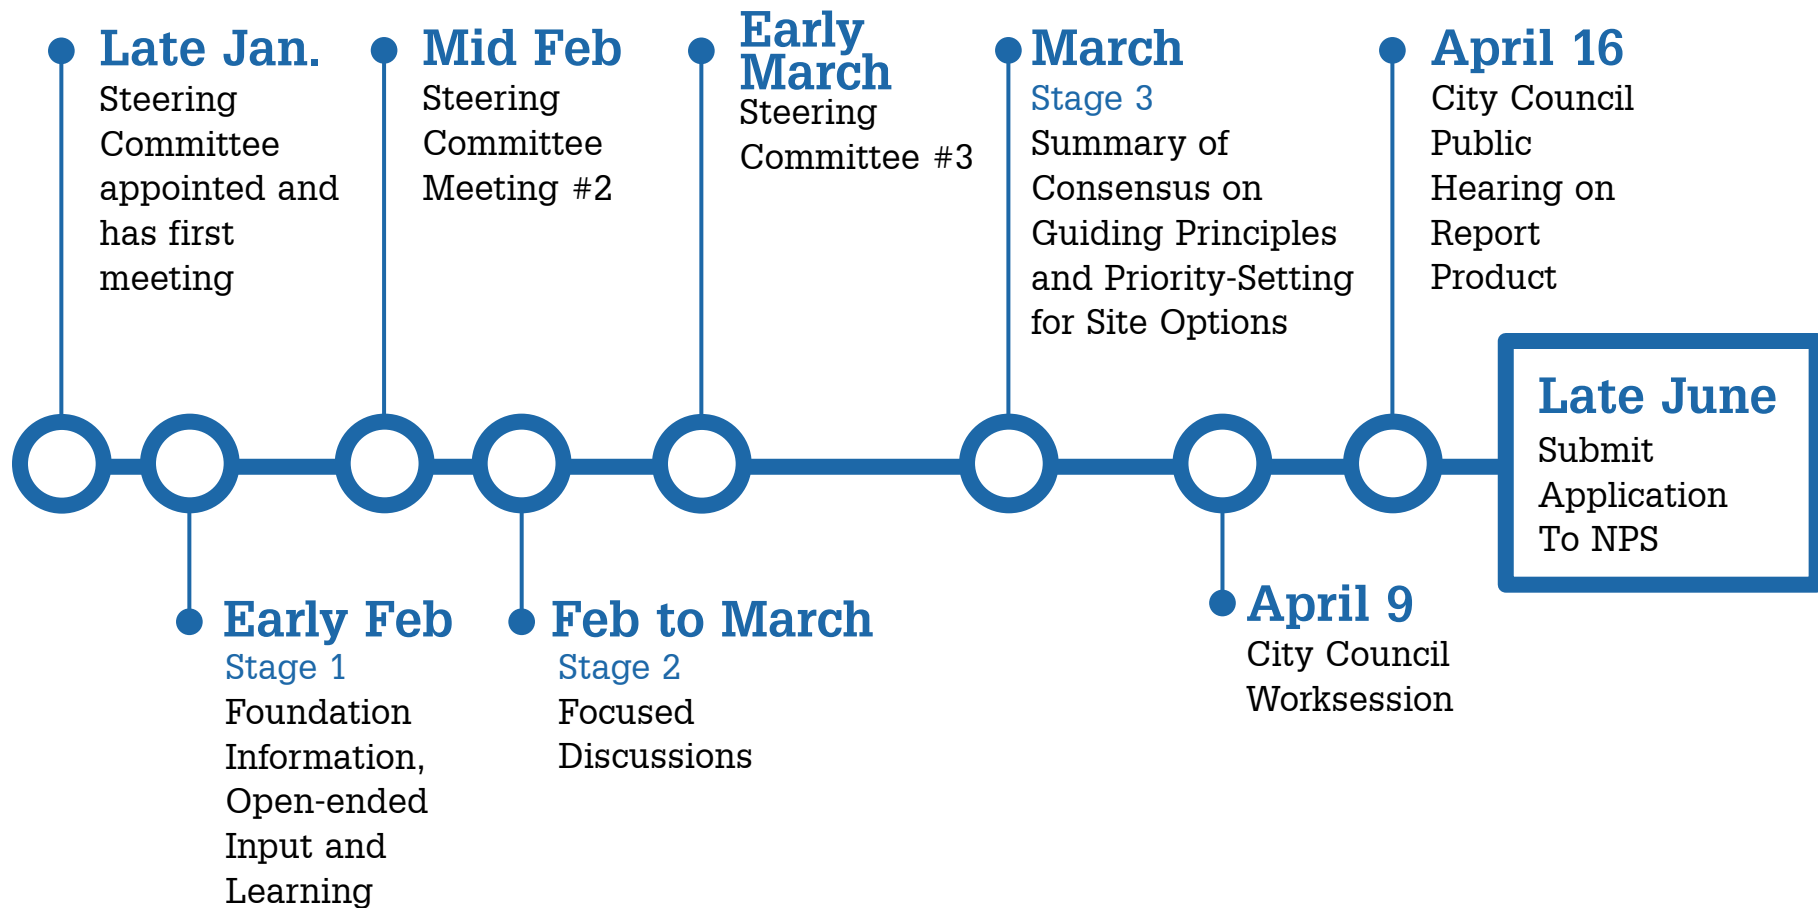 Late Jan.
Steering
Committee
appointed and
has first
meeting
Early Feb
Stage 1
Foundation
Information,
Open-ended
Input and
Learning
Mid Feb
Steering
Committee
Meeting #2
Feb to March
Stage 2
Focused
Discussions
Early
March
Steering
Committee #3
March
Stage 3
Summary of
Consensus on
Guiding Principles
and Priority-Setting
for Site Options
April 9
City Council
Worksession
April 16
City Council
Public
Hearing on
Report
Product
Late June
Submit
Application
To NPS